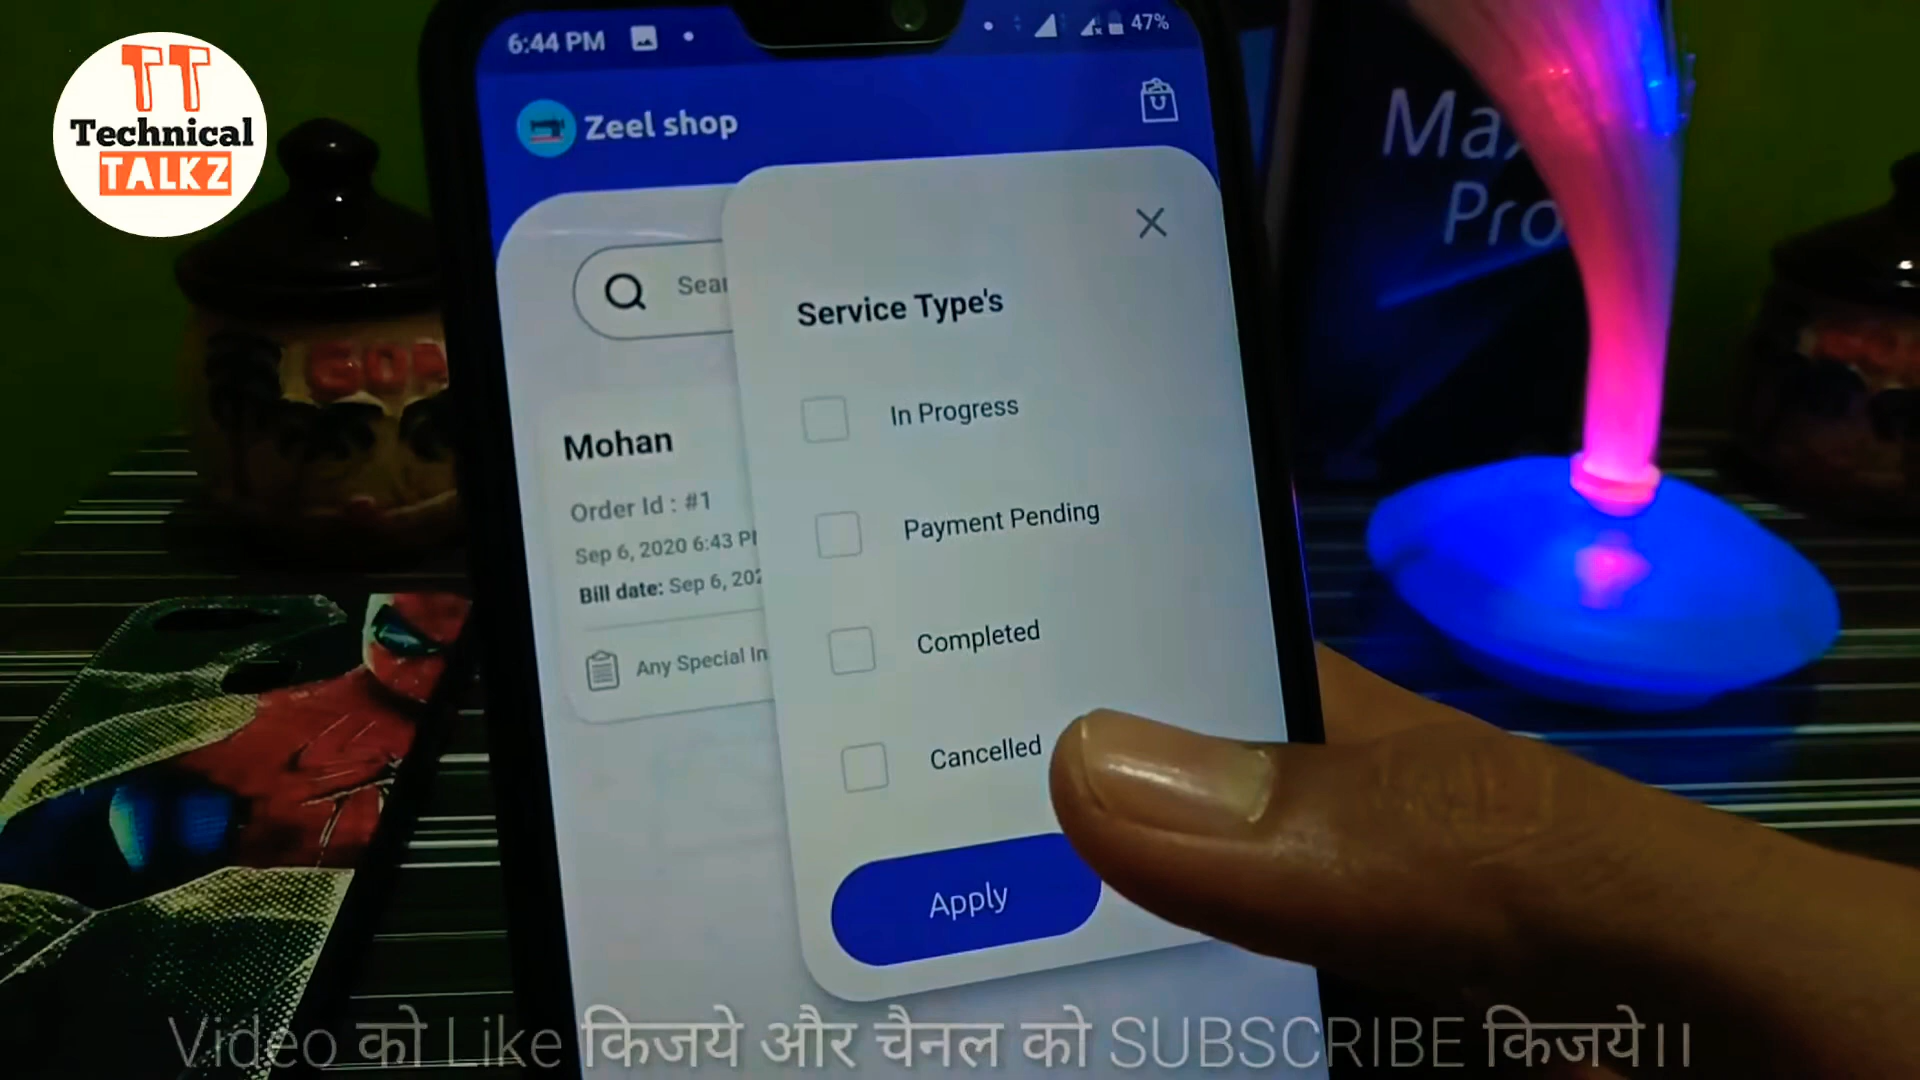 TT
Technical
TALKZ
6:44 PM
47%
Zeel shop
Service Type's
In Progress
Payment Pending
Completed
Cancelled
Apply
Mohan
Order Id : #1
Sep 6, 2020 6:43
Bill date: Sep 6,
Any Special
Pro
Video को Like किजये और चैनल को SUBSCRIBE किजये।।